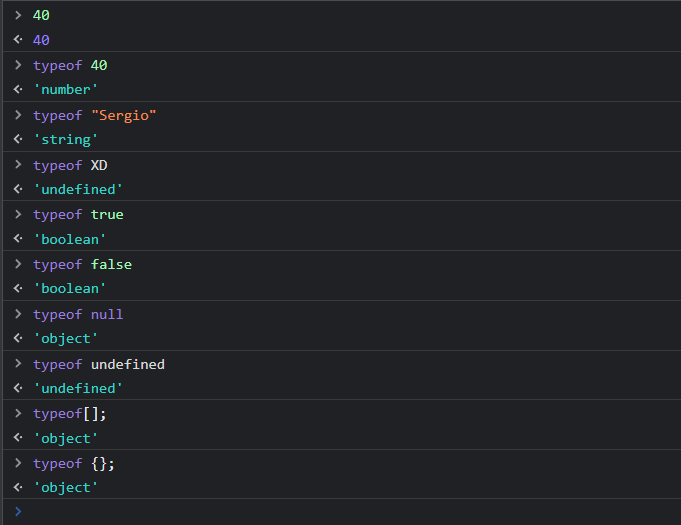 > 40
<· 40
> typeof 40
<· 'number'
> typeof "Sergio"
<· 'string'
> typeof XD
<· 'undefined'
> typeof true
<· 'boolean'
> typeof false
<· 'boolean'
> typeof null
<· 'object'
> typeof undefined
<· 'undefined'
> typeof[];
<· 'object'
> typeof {};
<· 'object'
>